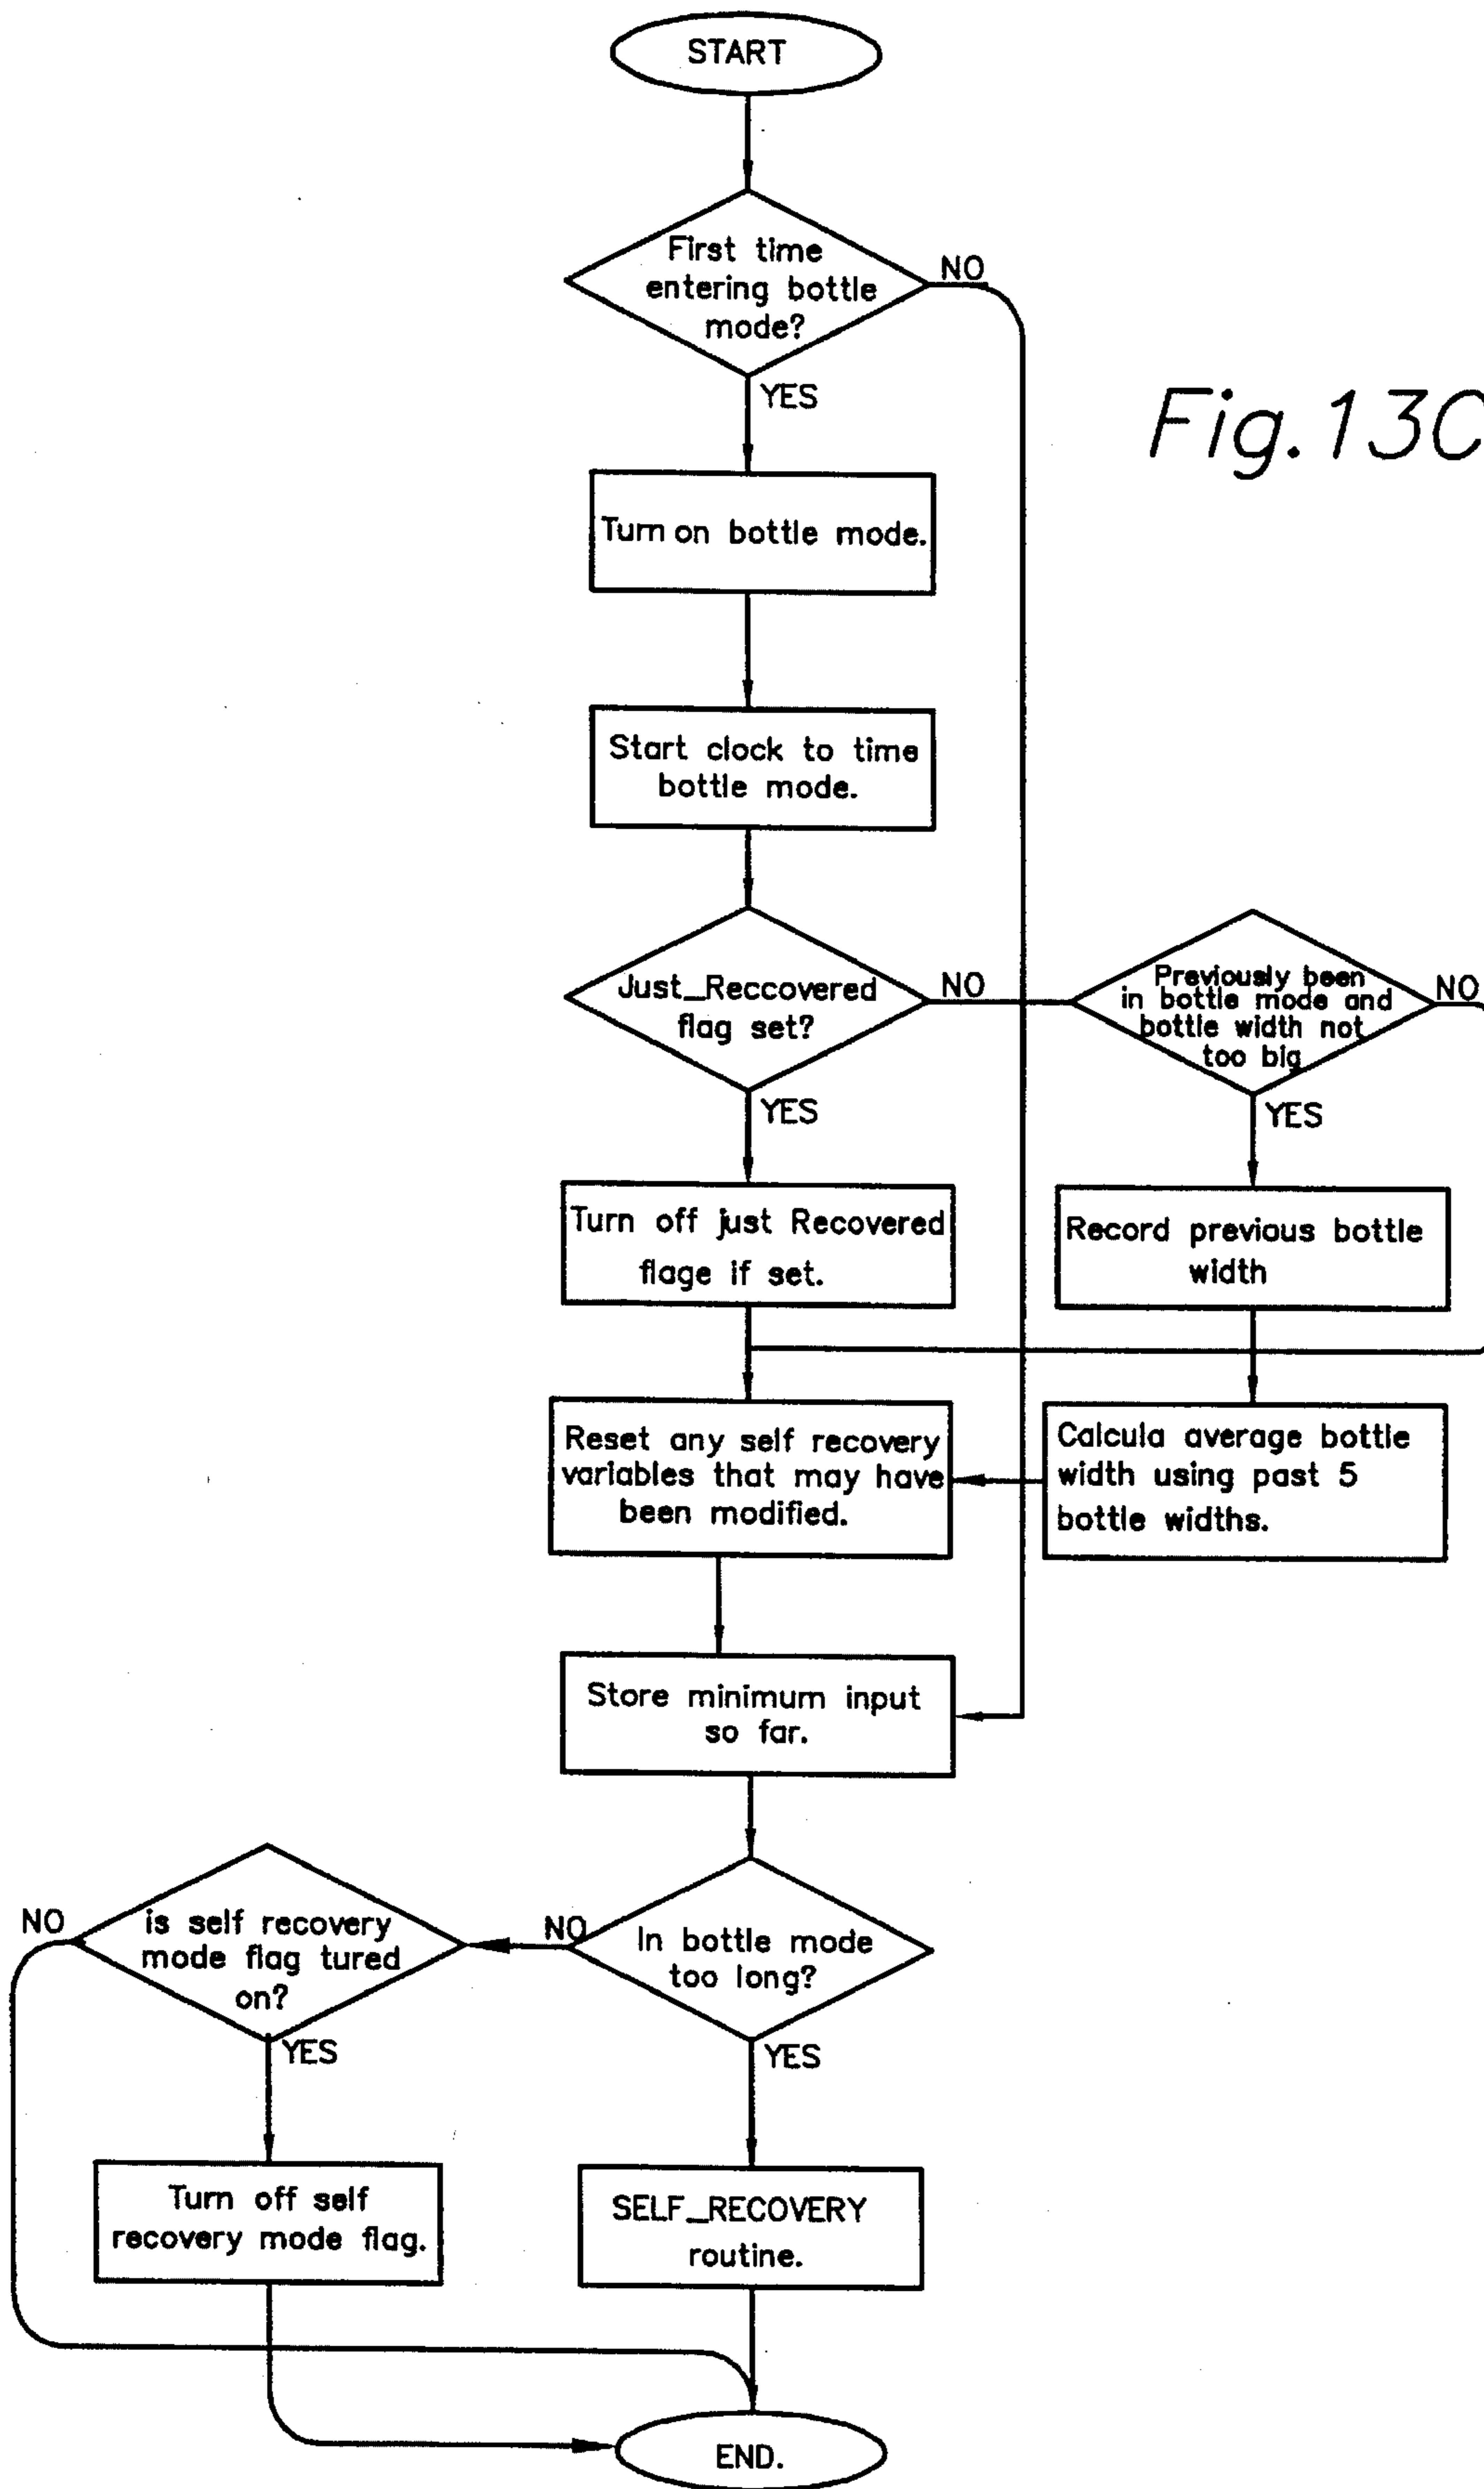 START
First time
entering bottle
mode?
NO
YES
Fig. 13C
Turn on bottle mode.
Start clock to time
bottle mode.
Just_Reccovered
flag set?
NO
YES
Previously been
in bottle mode and
bottle width not
too big
NO
YES
Turn off just Recovered
flage if set.
Record previous bottle
width
Reset any self recovery
variables that may have
been modified.
Calcula average bottle
width using past 5
bottle widths.
Store minimum input
so far.
In bottle mode
too long?
NO
YES
is self recovery
mode flag tured
on?
NO
YES
Turn off self
recovery mode flag.
SELF_RECOVERY
routine.
END.